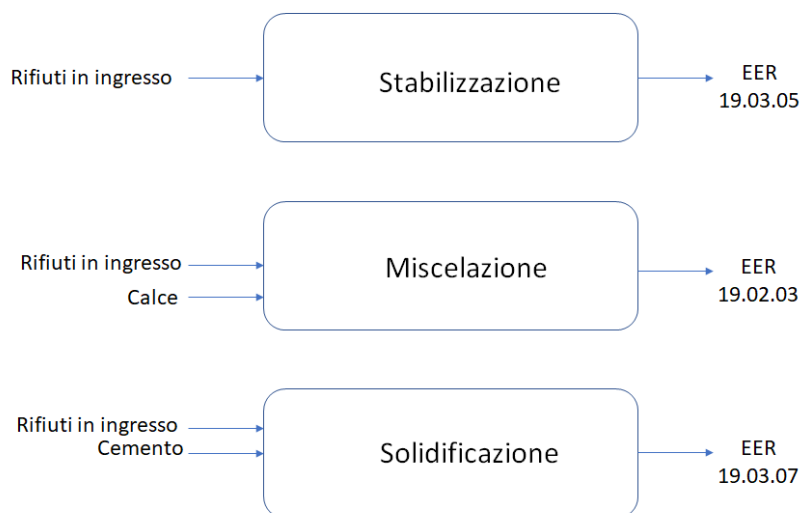 Rifiuti in ingresso
Stabilizzazione
EER
19.03.05
Rifiuti in ingresso
Calce
Miscelazione
EER
19.02.03
Rifiuti in ingresso
Cemento
Solidificazione
EER
19.03.07